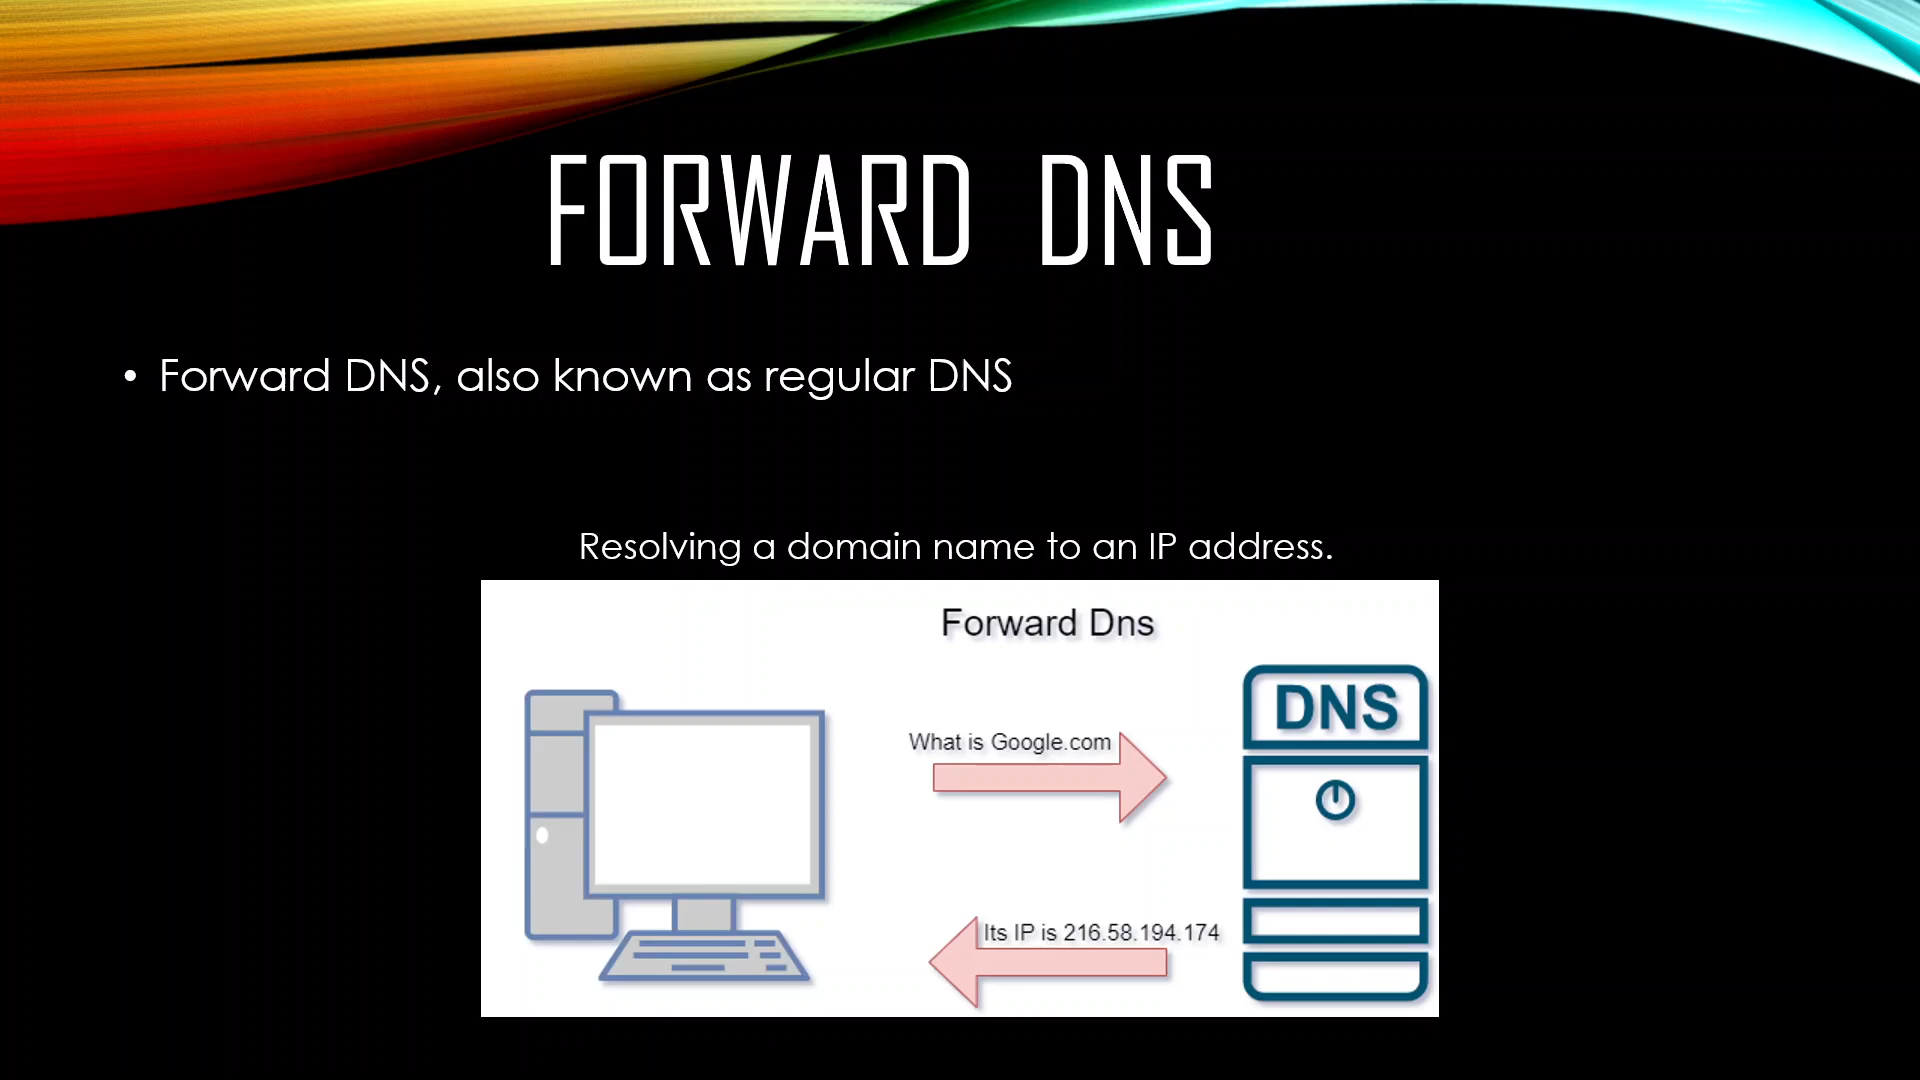 FORWARD DNS
• Forward DNS, also known as regular DNS
Resolving a domain name to an IP address.
Forward Dns
DNS
What is Google.com
Its IP is 216.58.194.174